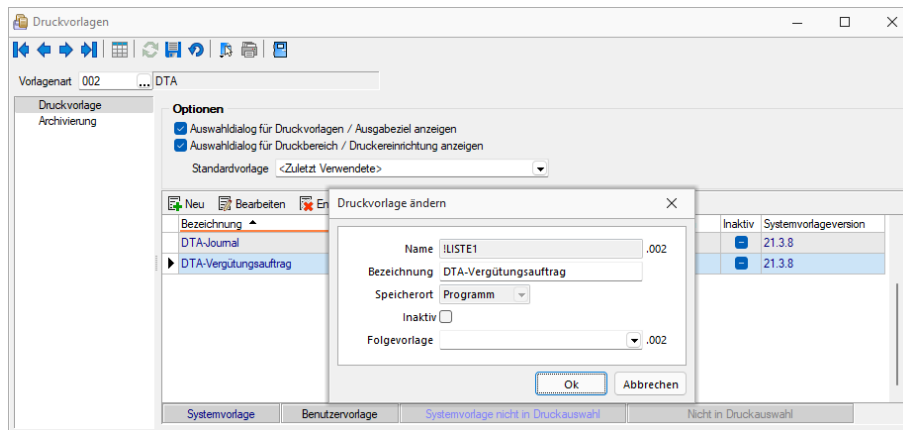 Druckvorlagen
Vorlagenart 002 ... DTA
Druckvorlage
Archivierung
Optionen
Auswahldialog für Druckvorlagen / Ausgabeziel anzeigen
Auswahldialog für Druckbereich / Druckereinrichtung anzeigen
Standardvorlage <Zuletzt Verwendete>
Neu Bearbeiten En
Bezeichnung Inaktiv Systemvorlageversion
DTA-Journal 21.3.8
DTA-Vergütungsauftrag 21.3.8
Druckvorlage ändern
Name !LISTE1 .002
Bezeichnung DTA-Vergütungsauftrag
Speicherort Programm
Inaktiv
Folgevorlage .002
Ok Abbrechen
Systemvorlage Benutzervorlage Systemvorlage nicht in Druckauswahl Nicht in Druckauswahl